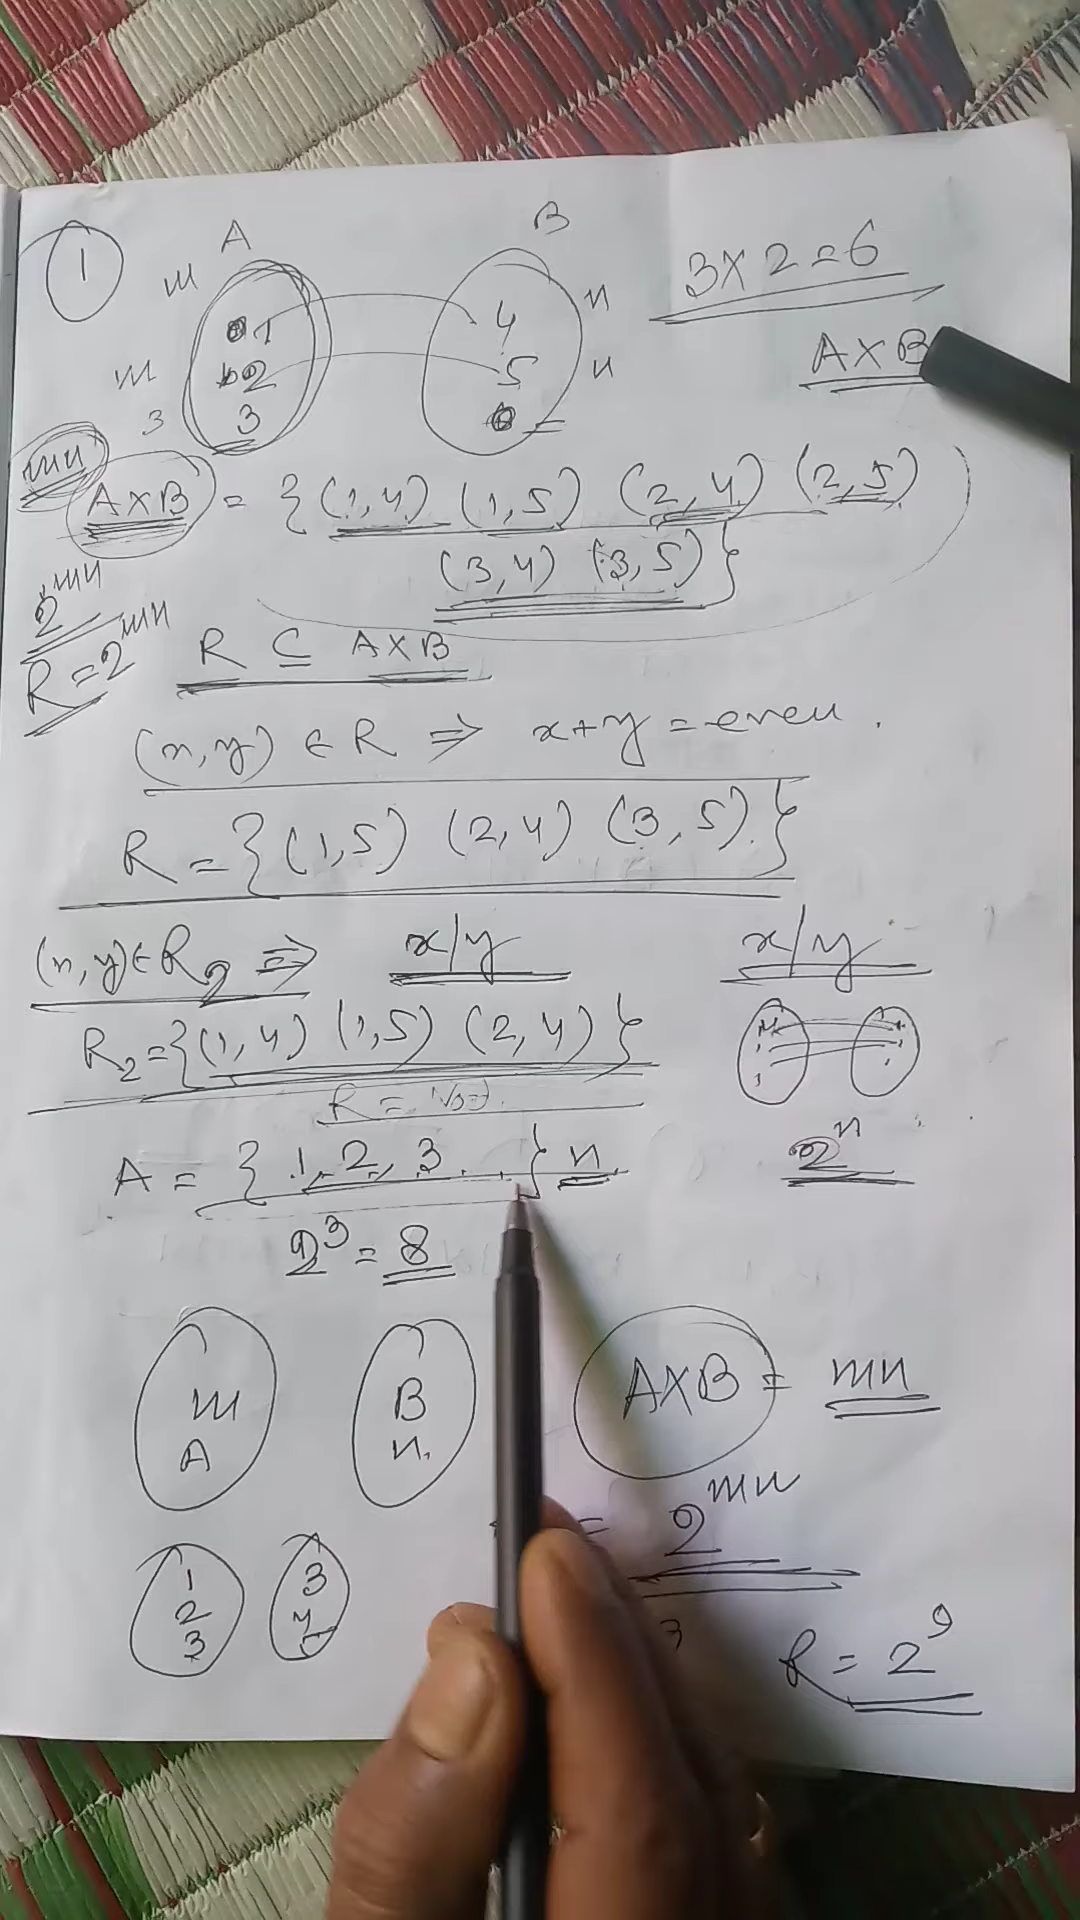 1
A B
m 1 4 n
3 X 2 = 6
m 2 5 n
A X B
3 3 6
mn
A X B = { (1,4) (1,5) (2,4) (2,5)
(3,4) (3,5) }
2^mn
R = 2^mn
R ⊆ A X B
(x,y) ∈ R ⇒ x+y = even.
R = { (1,5) (2,4) (3,5) }
(x,y) ∈ R2 ⇒ x/y x/y
R2 = { (1,4) (1,5) (2,4) }
R =
A = { 1, 2, 3 . . . } n 2^n
2^3 = 8
m B A X B = mn
A n.
= 2^mn
1 3
2 4
3 5
R = 2^9